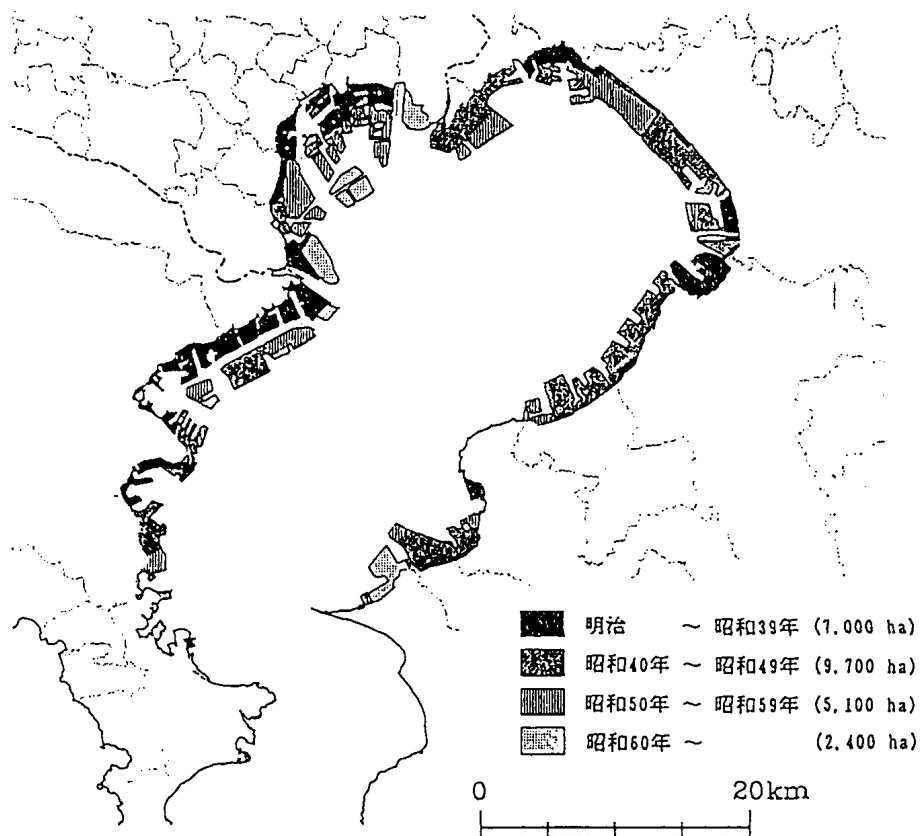 明治 ～ 昭和39年 (7,000 ha)
昭和40年 ～ 昭和49年 (9,700 ha)
昭和50年 ～ 昭和59年 (5,100 ha)
昭和60年 ～ (2,400 ha)
0 20km